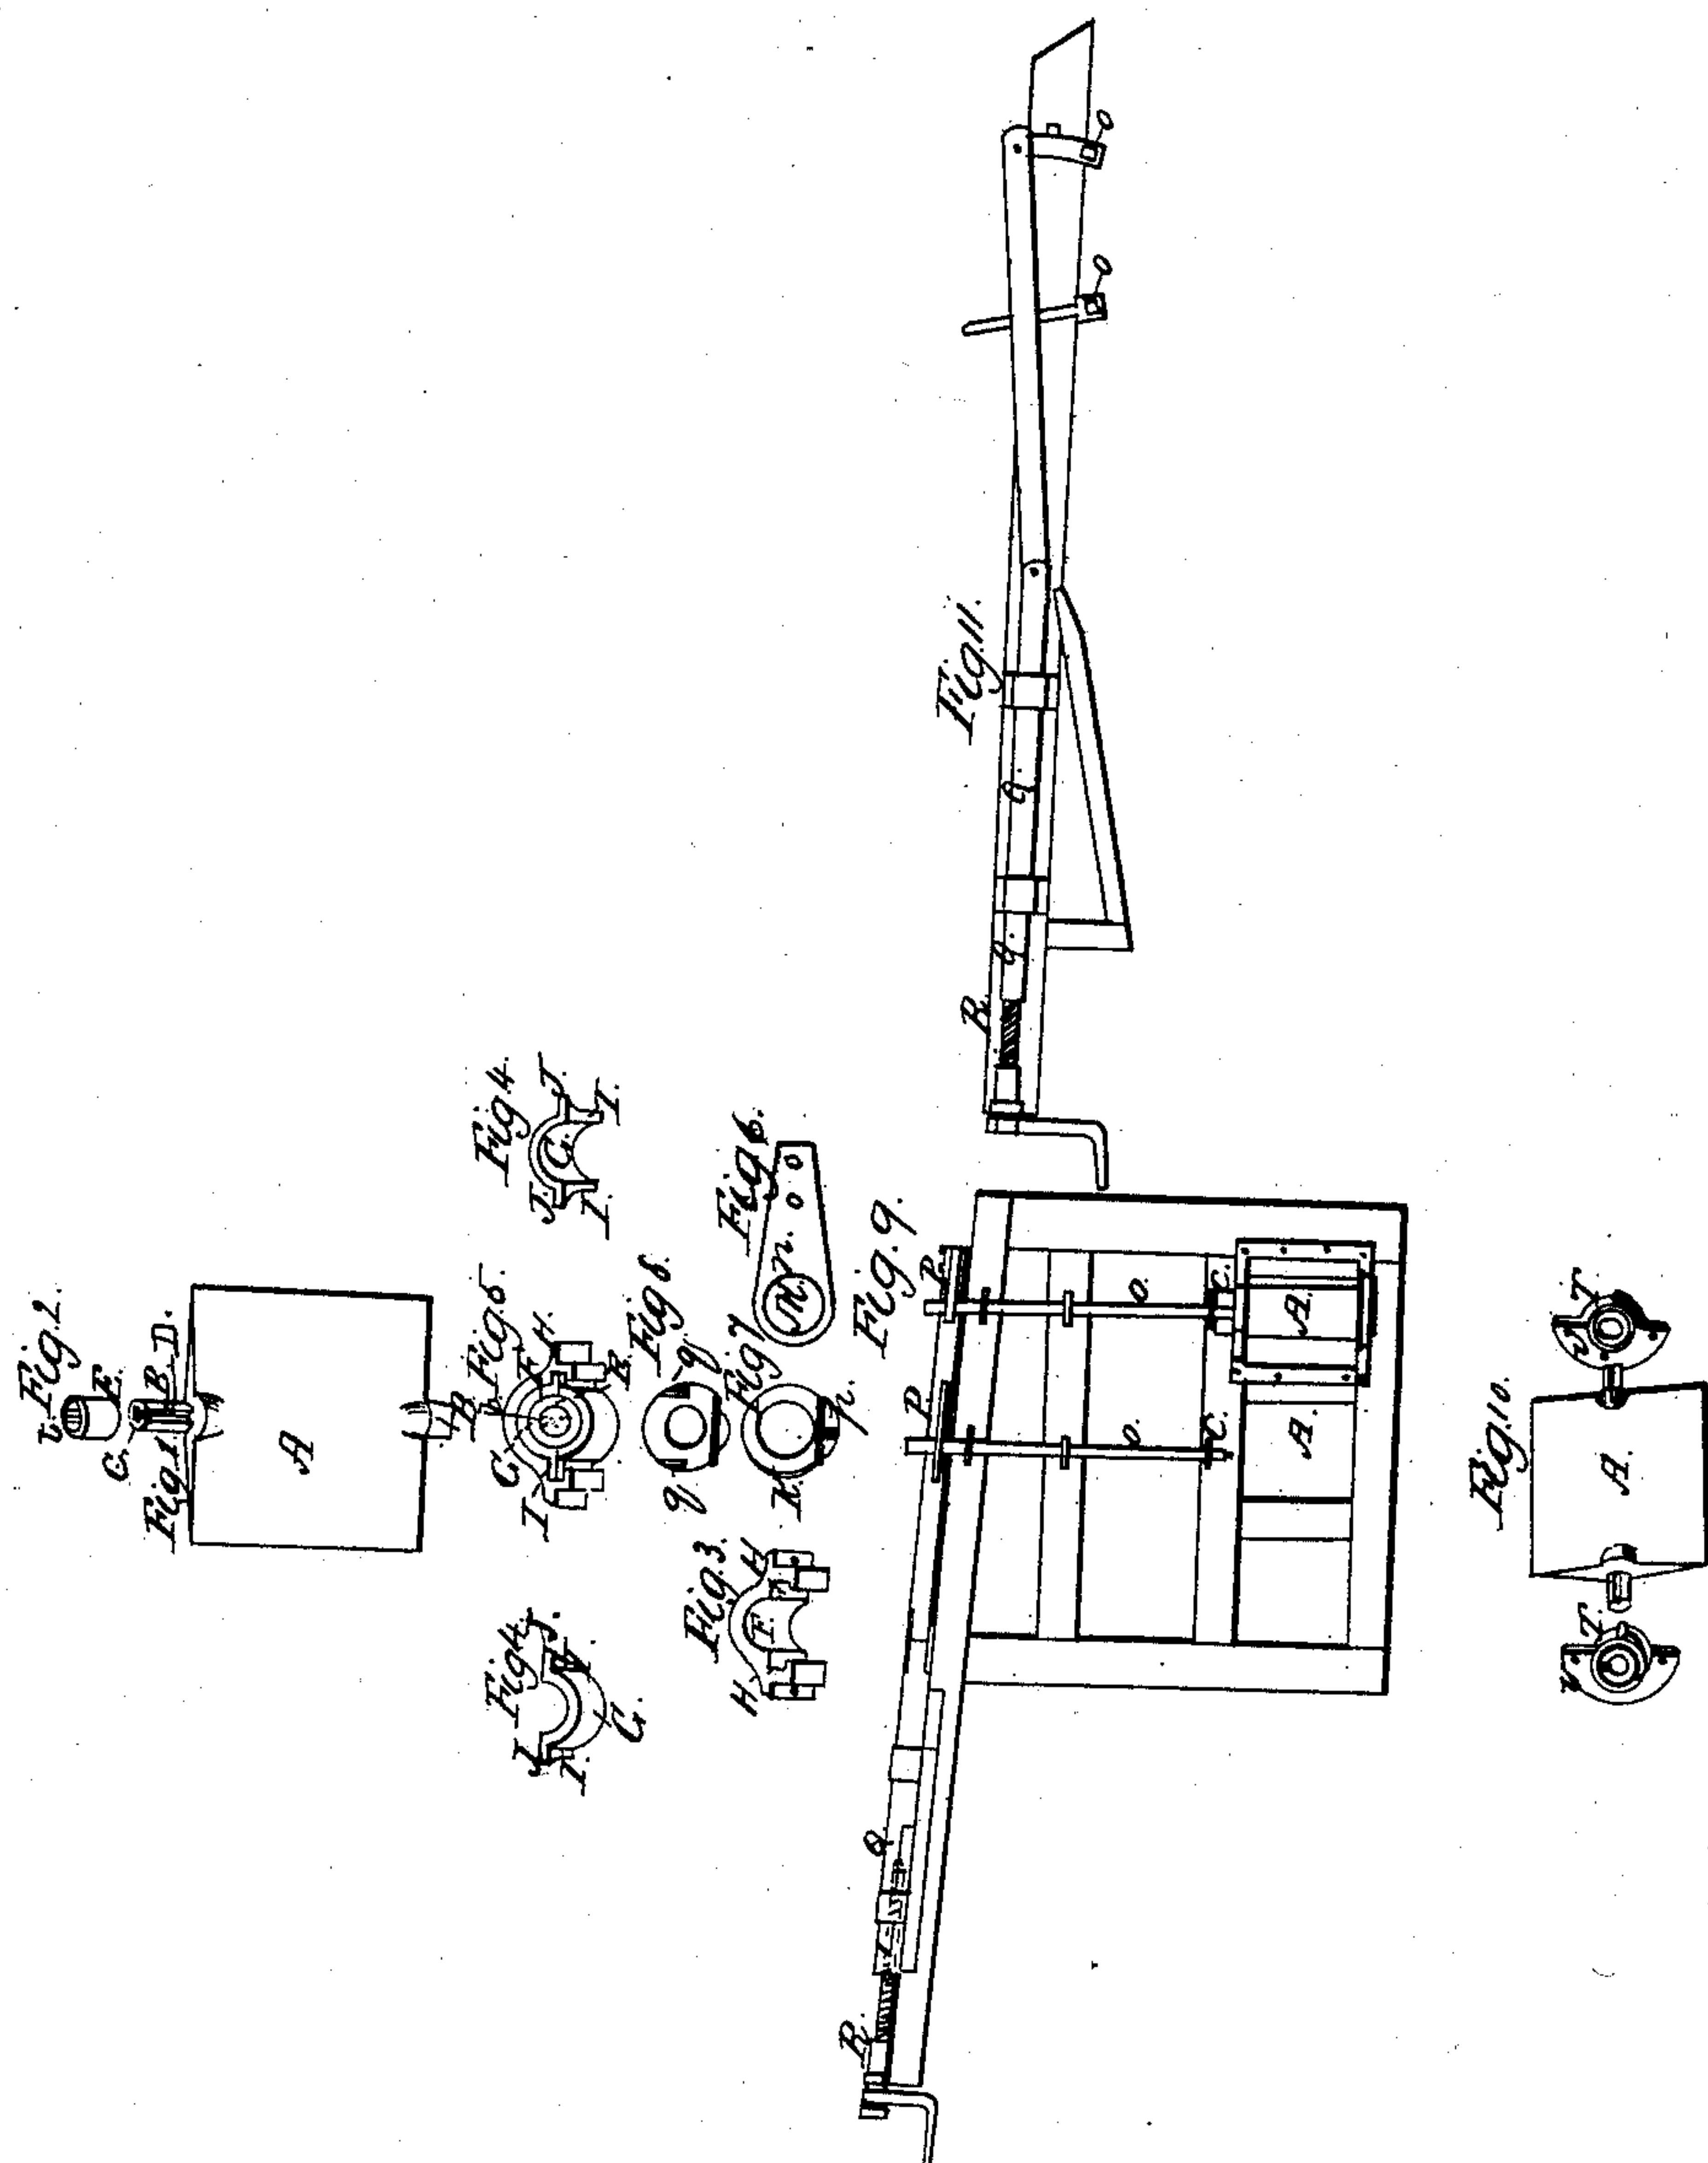 Fig. 2.
v.
E.
Fig. 1
C.
B
D.
A
B
Fig 4.
J.
J.
I.
G.
Fig. 5.
b.
C
F
H.
I
E.
Fig 4.
J.
J.
G.
I.
I.
Fig. 3.
H
H
F.
Fig 8.
q
q
Fig 7
K.
n.
Fig 6.
M.
n.
o
o
Fig. 9.
P.
P.
o.
o.
C.
C.
A.
A.
Q.
R.
Fig. 11.
R.
Q.
Q.
O
O
Fig. 10.
T.
v
A.
T
v